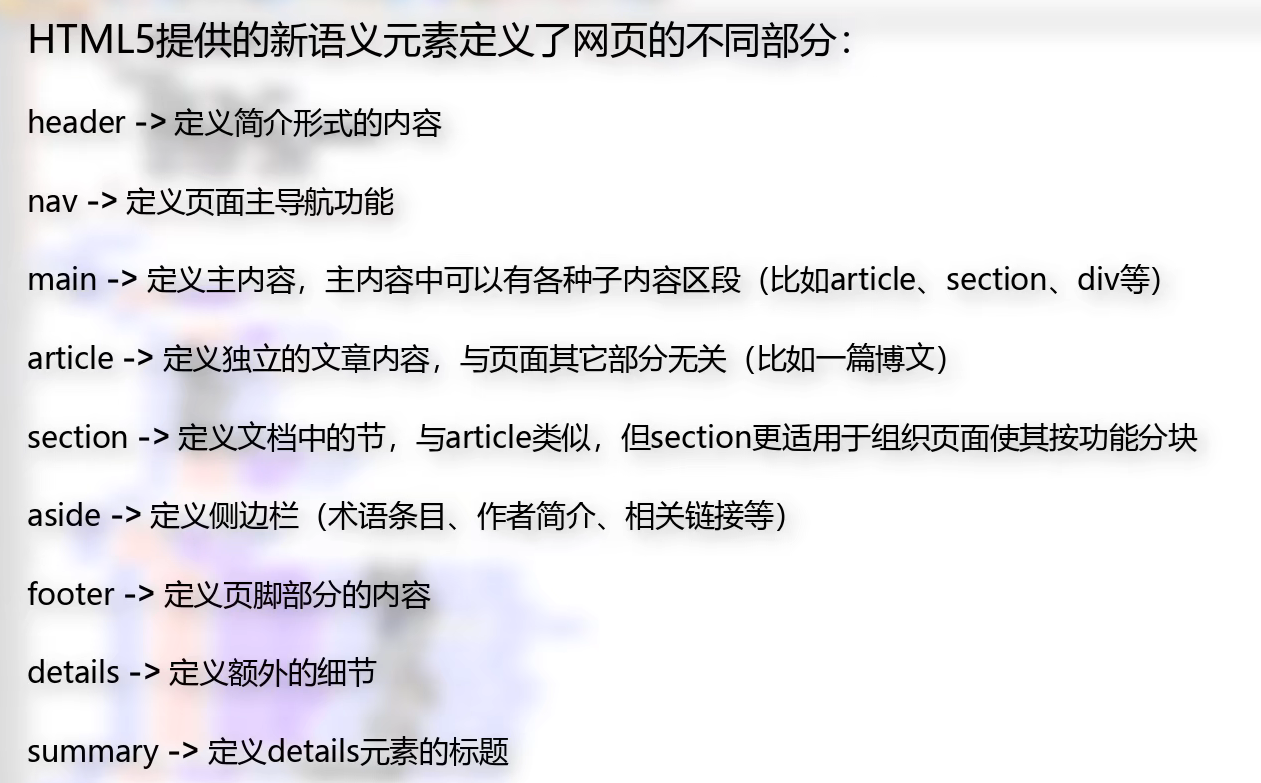 HTML5提供的新语义元素定义了网页的不同部分：
header -> 定义简介形式的内容
nav -> 定义页面主导航功能
main -> 定义主内容，主内容中可以有各种子内容区段（比如article、section、div等）
article -> 定义独立的文章内容，与页面其它部分无关（比如一篇博文）
section -> 定义文档中的节，与article类似，但section更适用于组织页面使其按功能分块
aside -> 定义侧边栏（术语条目、作者简介、相关链接等）
footer -> 定义页脚部分的内容
details -> 定义额外的细节
summary -> 定义details元素的标题